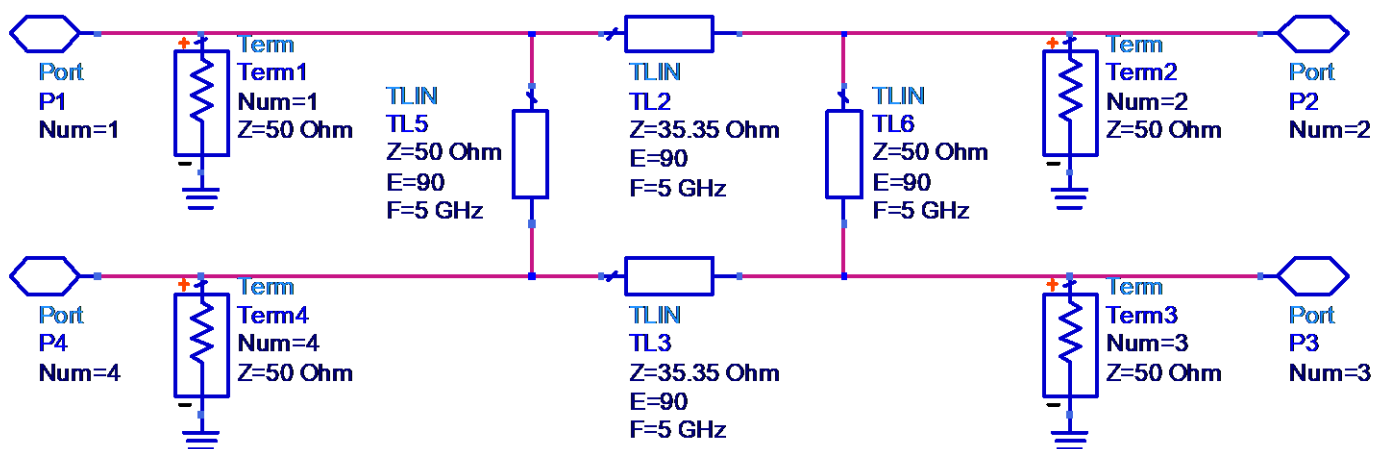 Port
P1
Num=1
+
Term
Term1
Num=1
Z=50 Ohm
-
TLIN
TL5
Z=50 Ohm
E=90
F=5 GHz
TLIN
TL2
Z=35.35 Ohm
E=90
F=5 GHz
TLIN
TL6
Z=50 Ohm
E=90
F=5 GHz
+
Term
Term2
Num=2
Z=50 Ohm
-
Port
P2
Num=2
Port
P4
Num=4
+
Term
Term4
Num=4
Z=50 Ohm
-
TLIN
TL3
Z=35.35 Ohm
E=90
F=5 GHz
+
Term
Term3
Num=3
Z=50 Ohm
-
Port
P3
Num=3